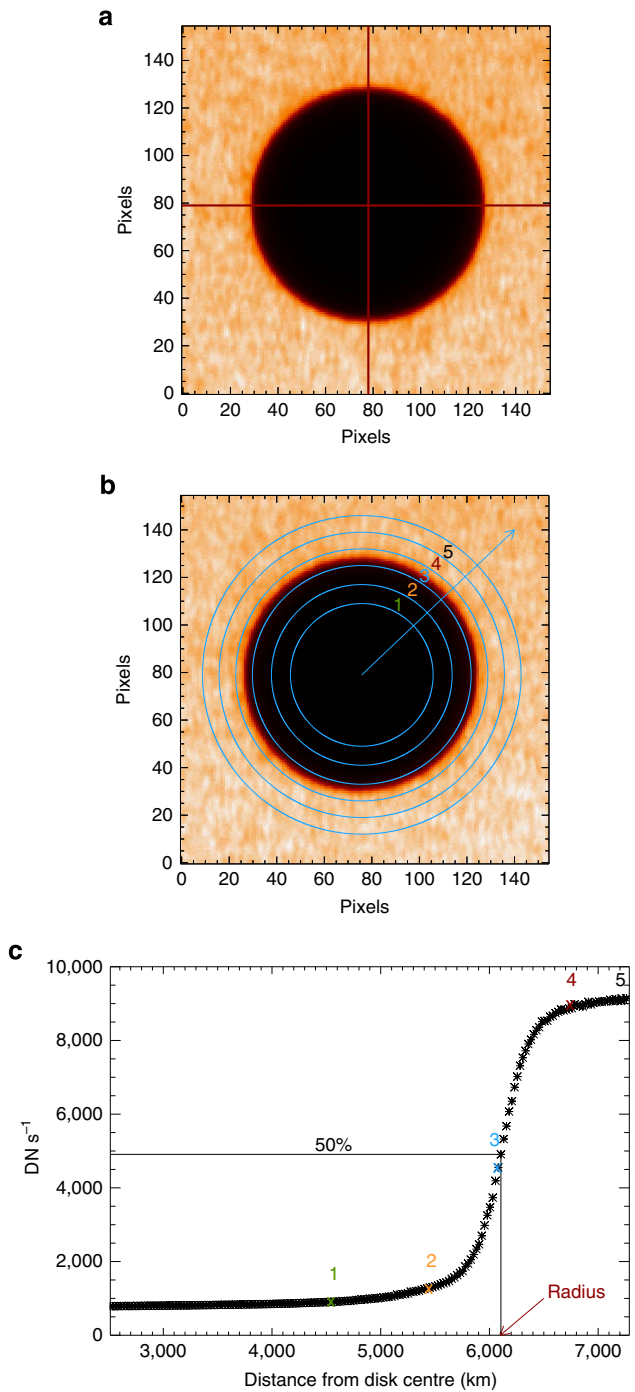 a
140
120
100
80
60
40
20
0
Pixels
0 20 40 60 80 100 120 140
Pixels
b
140
120
100
80
60
40
20
0
Pixels
5
4
3
2
1
0 20 40 60 80 100 120 140
Pixels
c
10,000
8,000
6,000
4,000
2,000
0
DN s⁻¹
4 5
3
50%
2
1
Radius
3,000 4,000 5,000 6,000 7,000
Distance from disk centre (km)